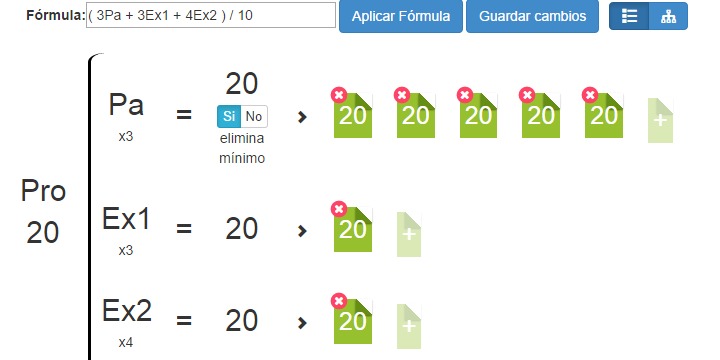 Fórmula: ( 3Pa + 3Ex1 + 4Ex2 ) / 10 Aplicar Fórmula Guardar cambios
Pro
20
Pa
x3
=
20
Si No
elimina
mínimo
20 20 20 20 20 +
Ex1
x3
=
20
20 +
Ex2
x4
=
20
20 +